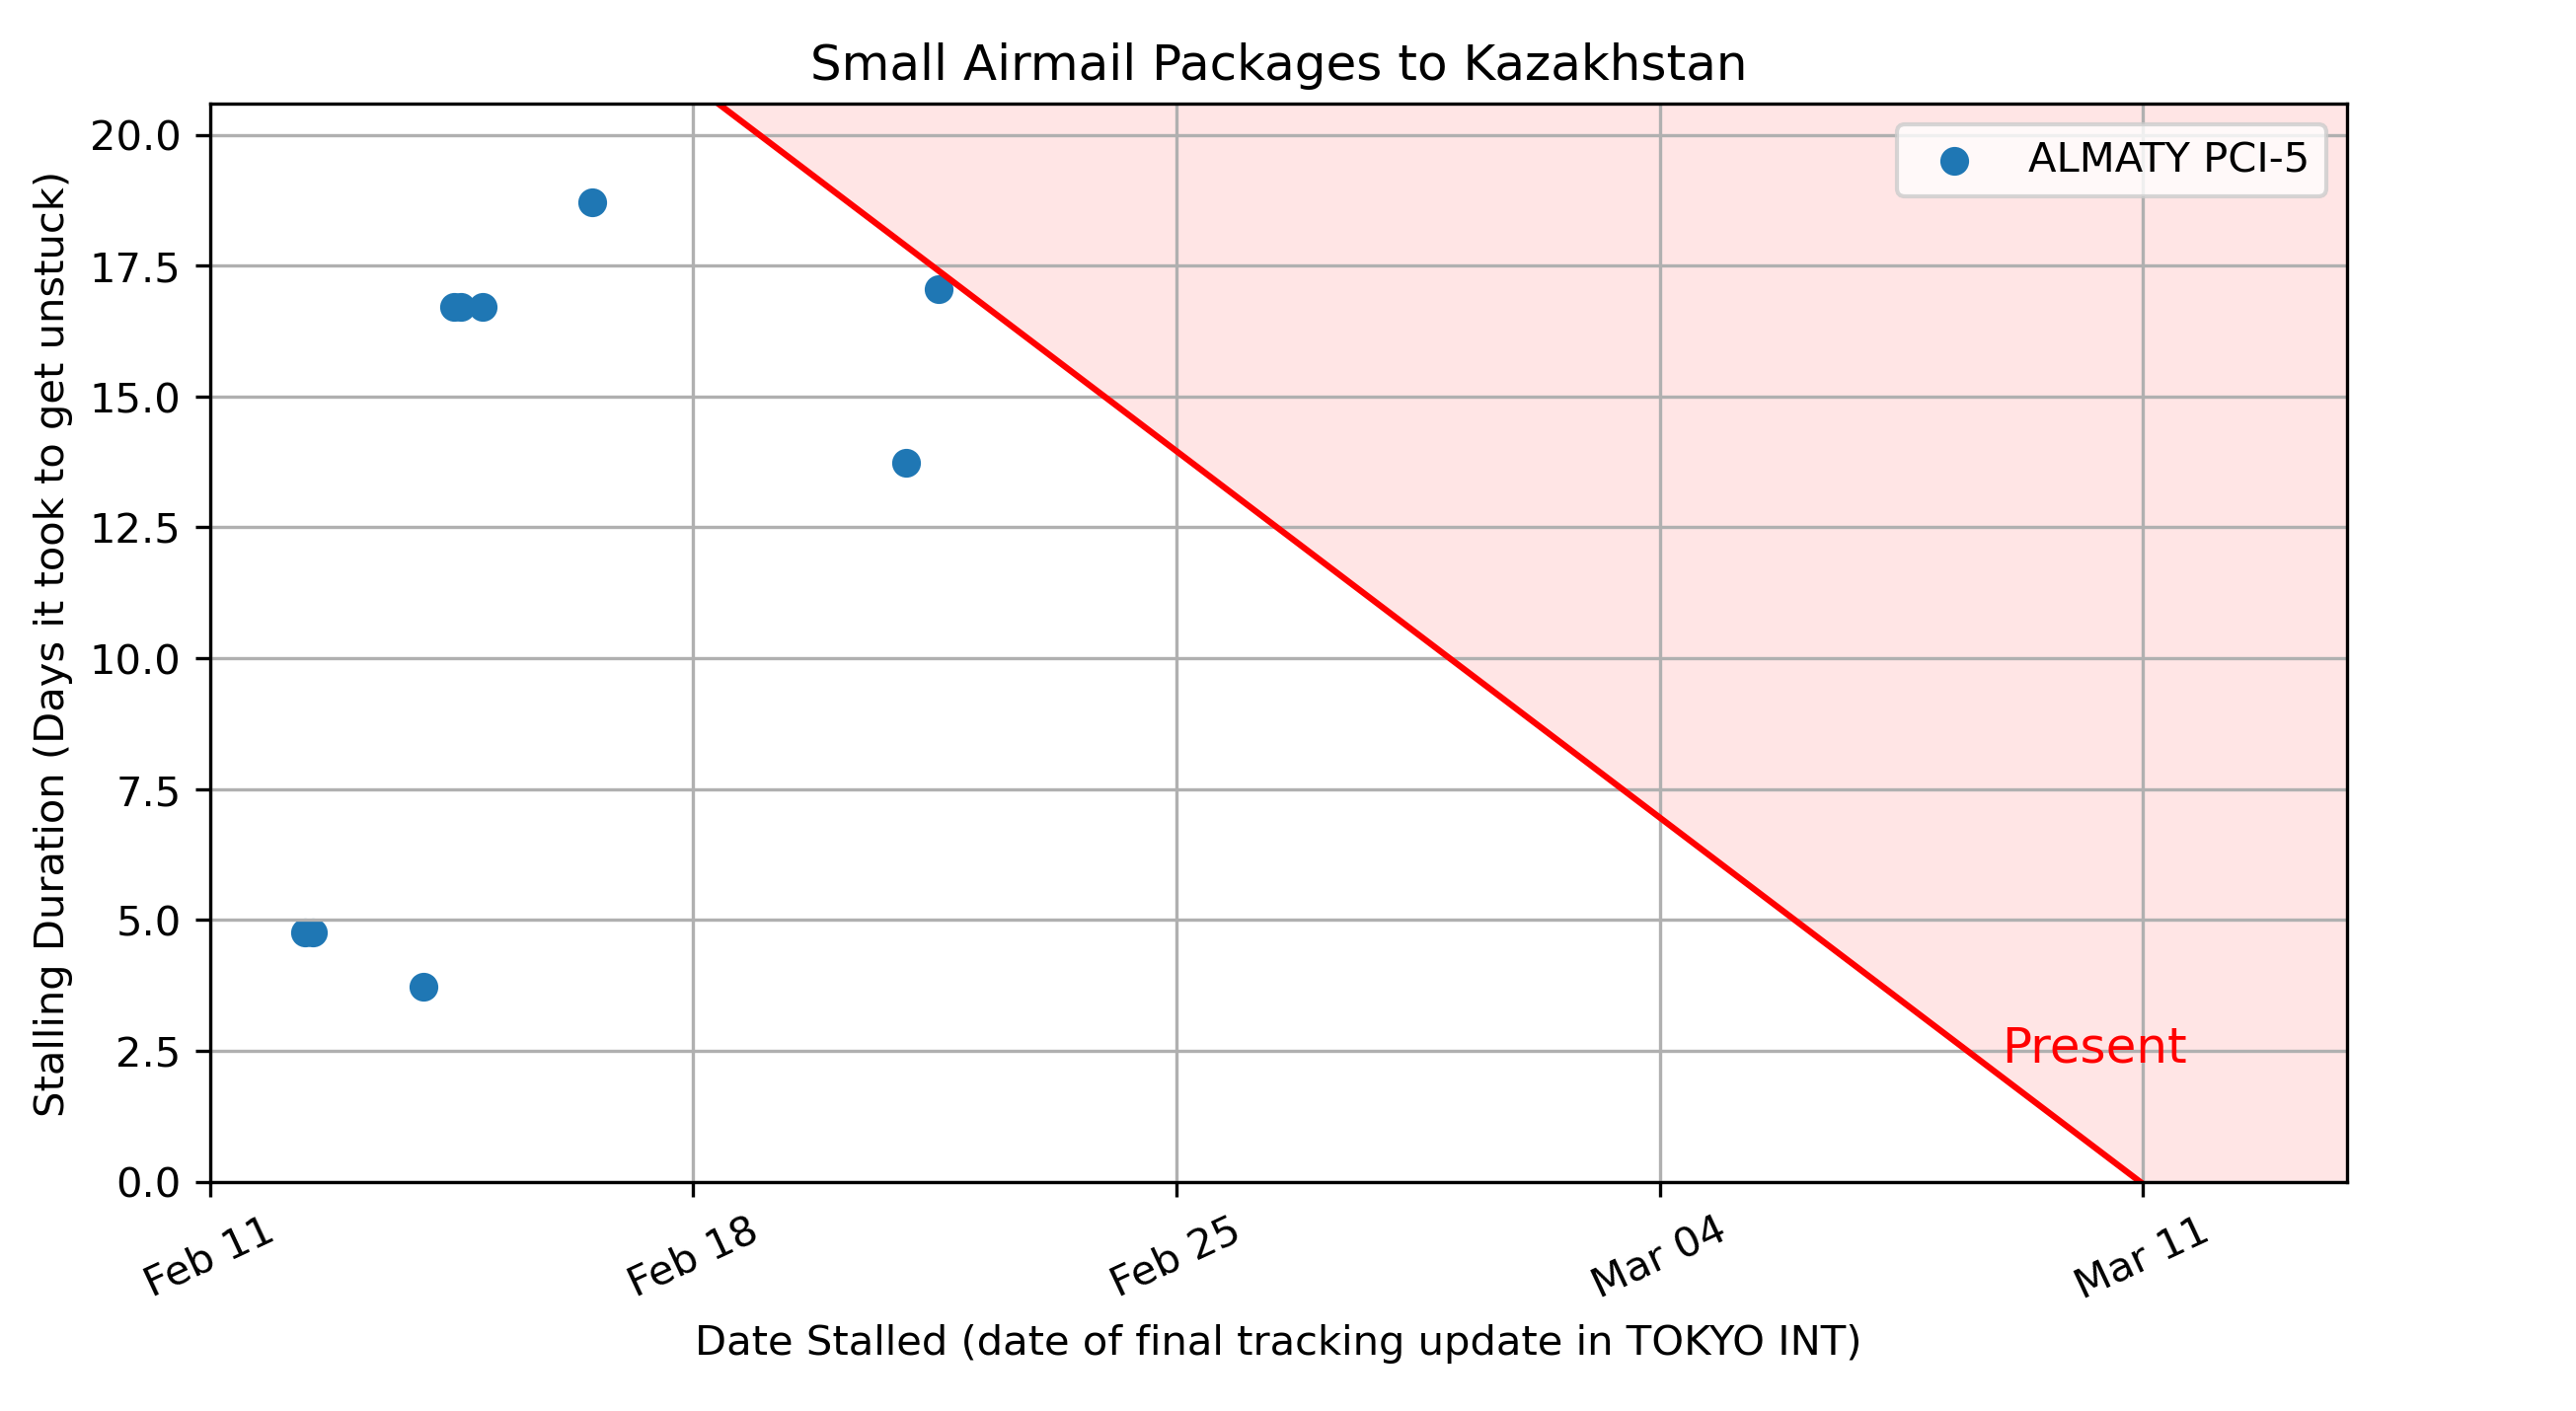 Small Airmail Packages to Kazakhstan
ALMATY PCI-5
Stalling Duration (Days it took to get unstuck)
20.0
17.5
15.0
12.5
10.0
7.5
5.0
2.5
0.0
Present
Feb 11
Feb 18
Feb 25
Mar 04
Mar 11
Date Stalled (date of final tracking update in TOKYO INT)